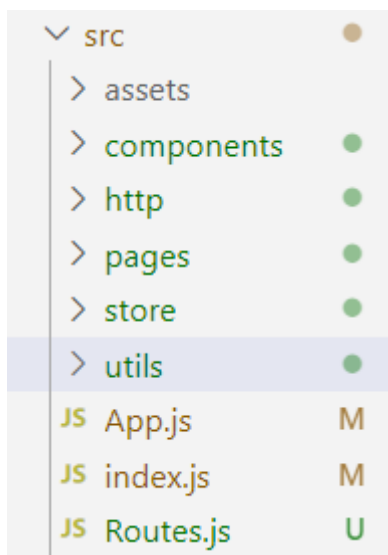 src
assets
components
http
pages
store
utils
JS App.js M
JS index.js M
JS Routes.js U